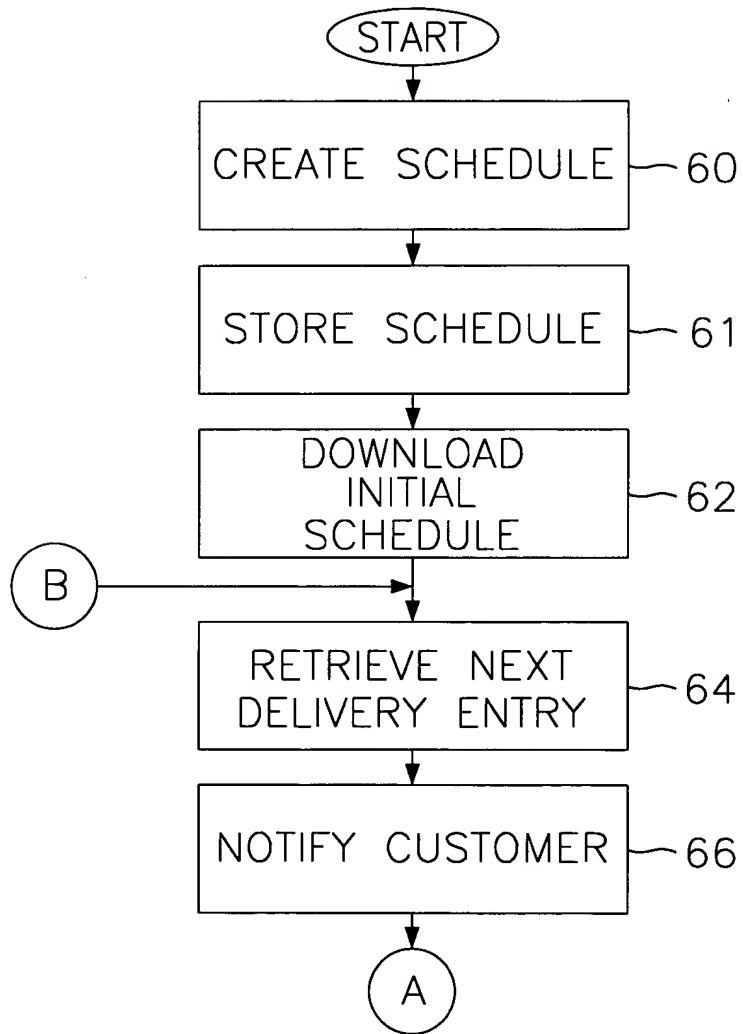 START
CREATE SCHEDULE 60
STORE SCHEDULE 61
DOWNLOAD
INITIAL
SCHEDULE
62
B
RETRIEVE NEXT
DELIVERY ENTRY
64
NOTIFY CUSTOMER 66
A